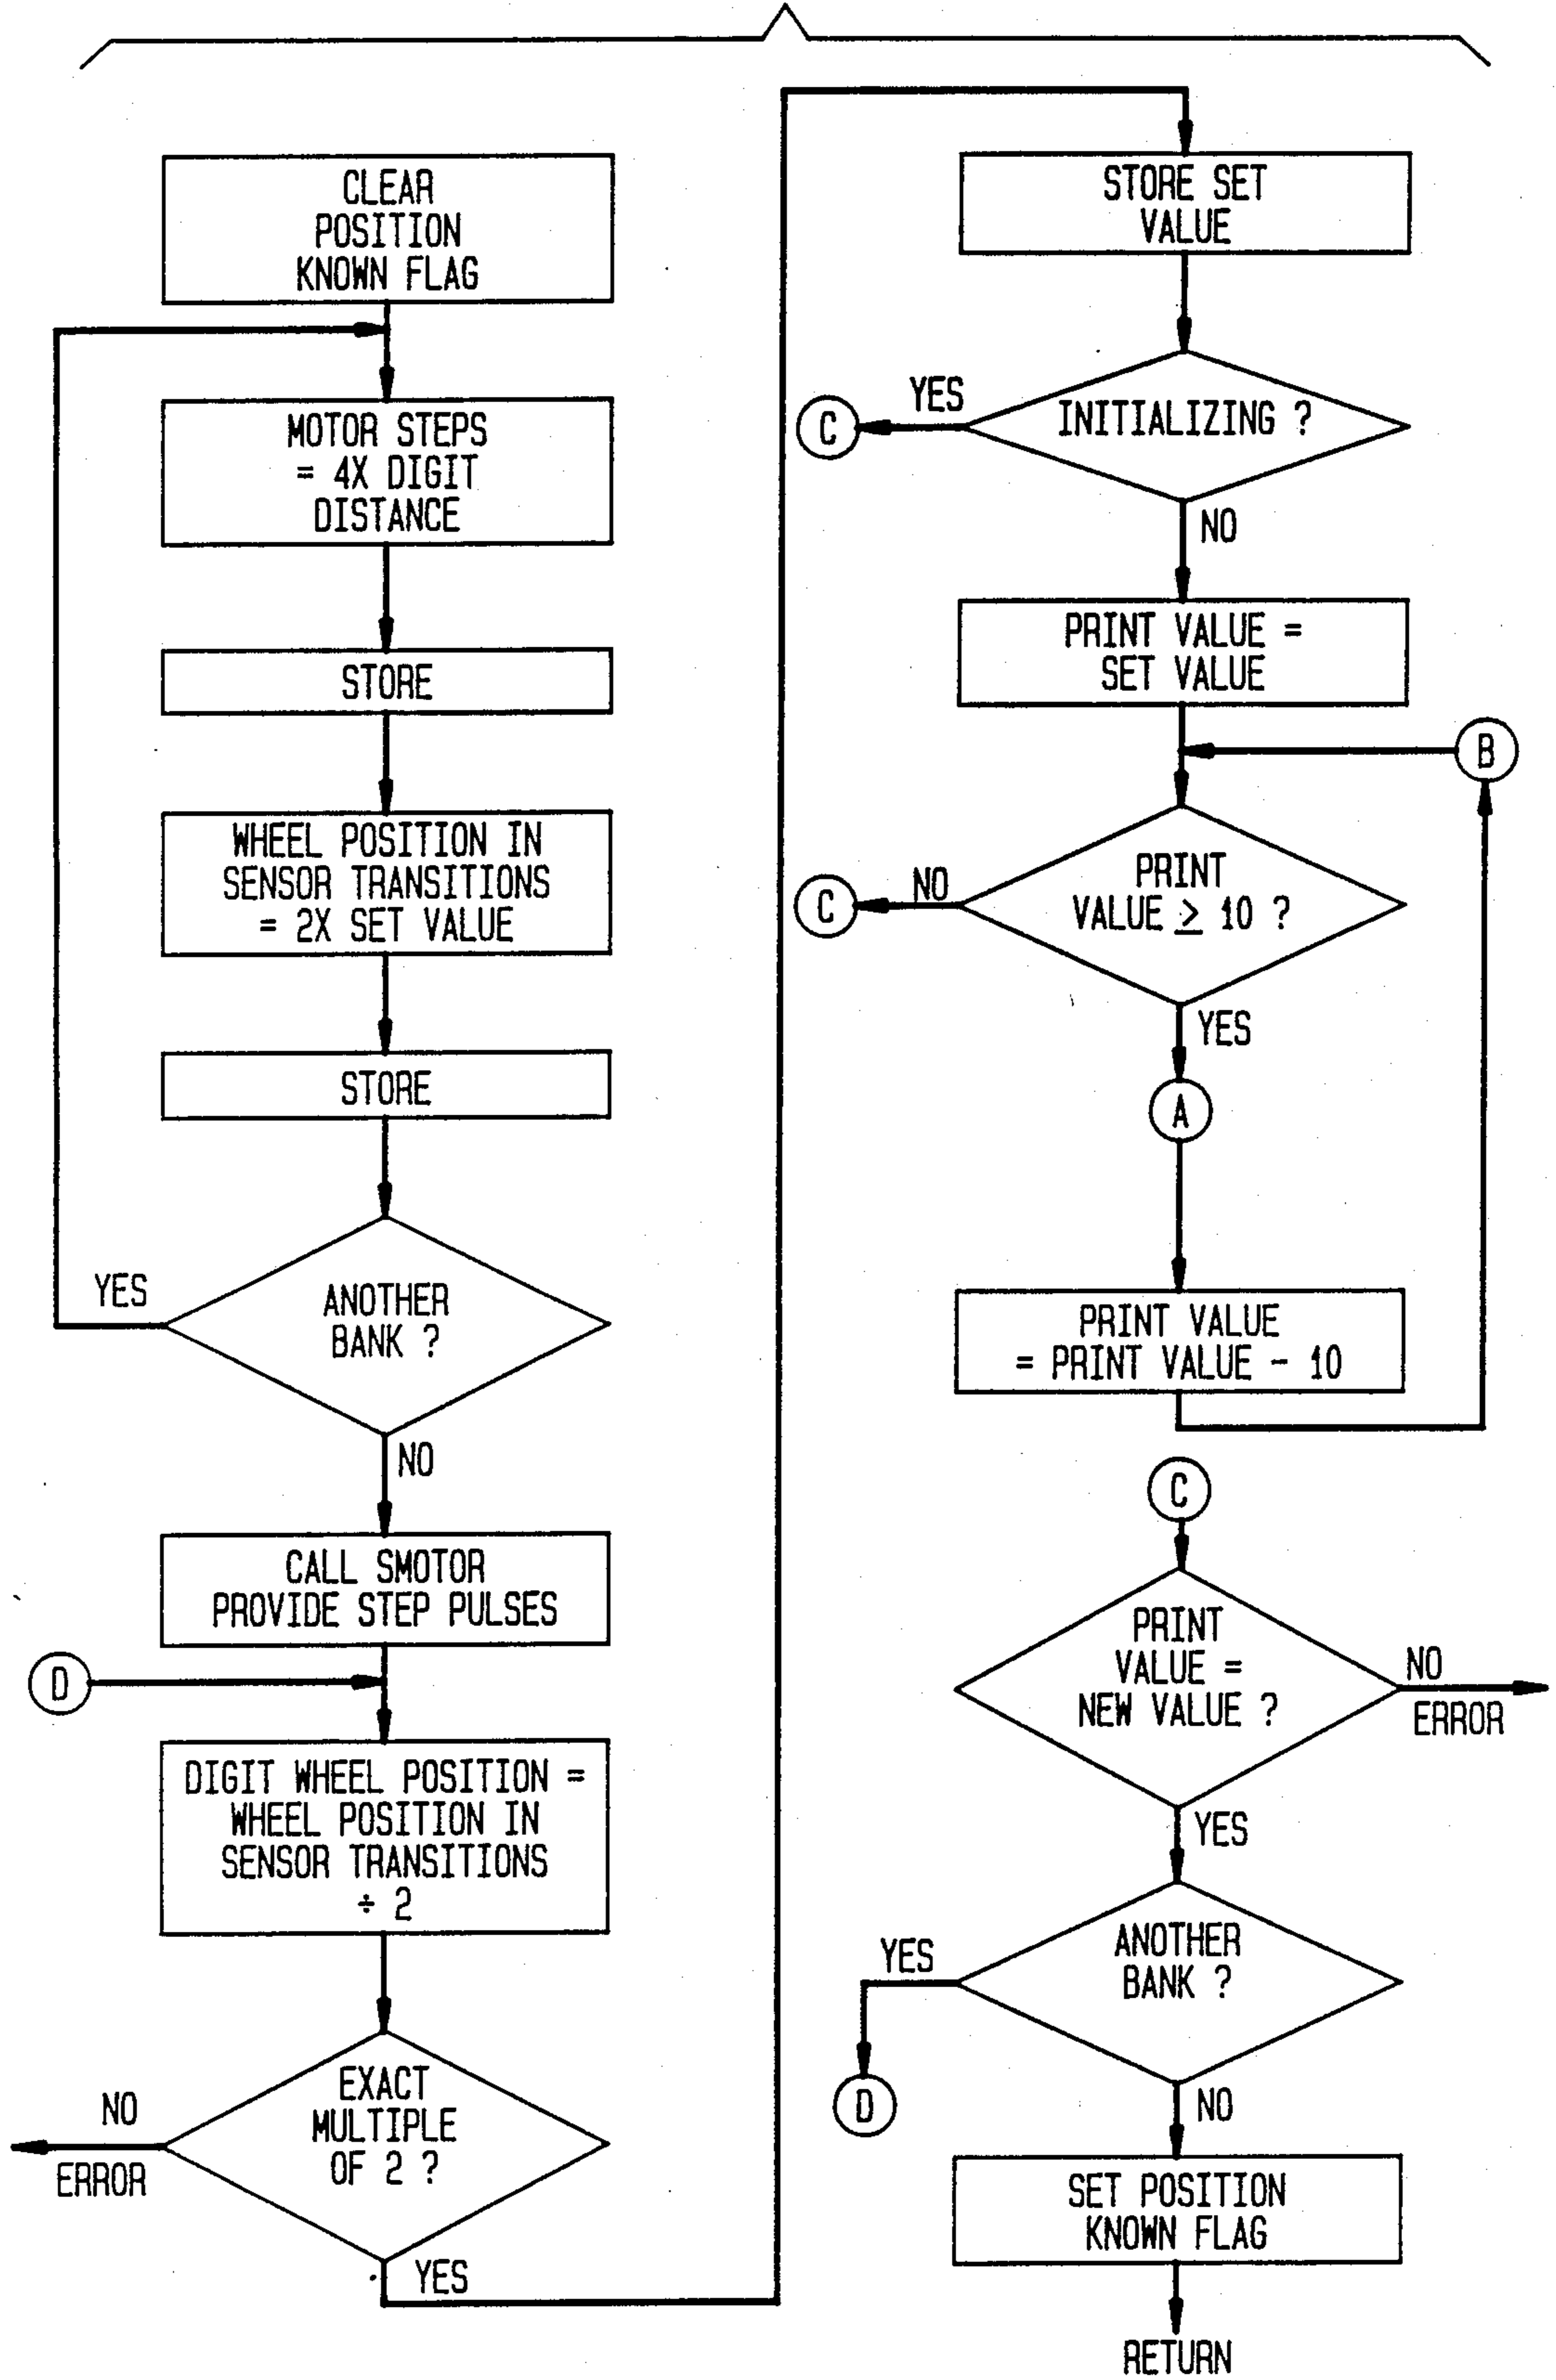 CLEAR
POSITION
KNOWN FLAG
MOTOR STEPS
= 4X DIGIT
DISTANCE
STORE
WHEEL POSITION IN
SENSOR TRANSITIONS
= 2X SET VALUE
STORE
YES
ANOTHER
BANK ?
NO
CALL SMOTOR
PROVIDE STEP PULSES
D
DIGIT WHEEL POSITION =
WHEEL POSITION IN
SENSOR TRANSITIONS
÷ 2
NO
ERROR
EXACT
MULTIPLE
OF 2 ?
YES
STORE SET
VALUE
C
YES
INITIALIZING ?
NO
PRINT VALUE =
SET VALUE
B
C
NO
PRINT
VALUE ≥ 10 ?
YES
A
PRINT VALUE
= PRINT VALUE - 10
C
PRINT
VALUE =
NEW VALUE ?
NO
ERROR
YES
YES
ANOTHER
BANK ?
D
NO
SET POSITION
KNOWN FLAG
RETURN